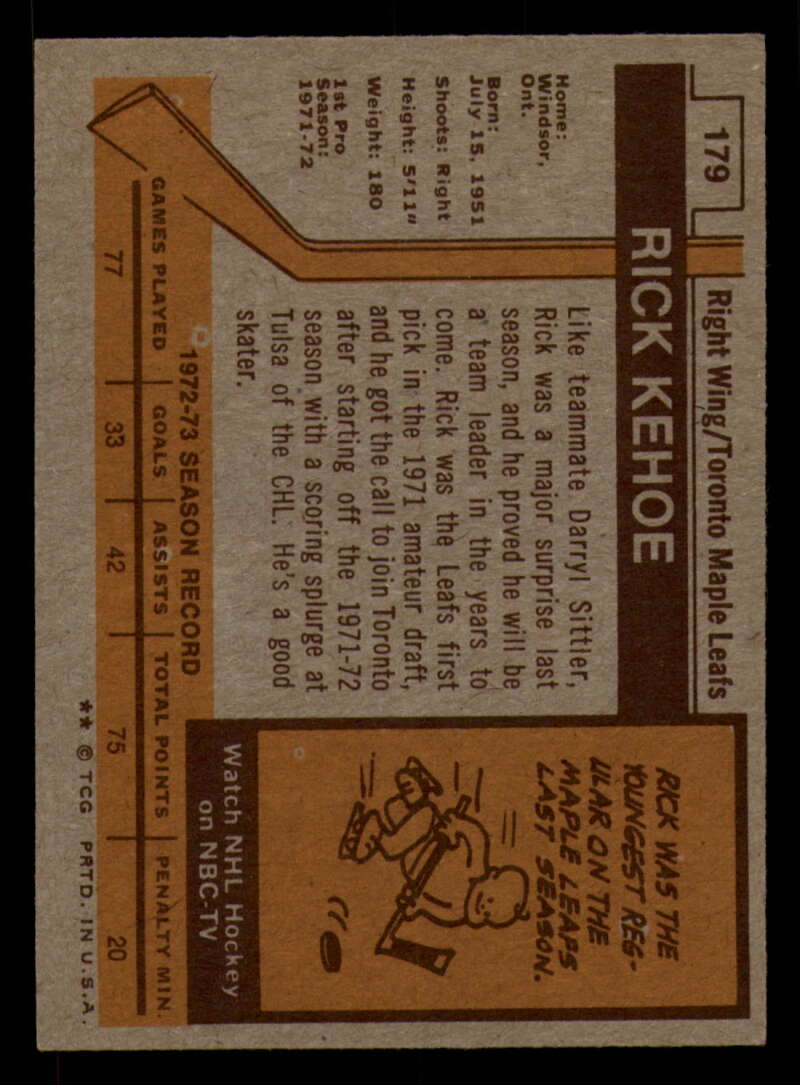 179
Right Wing/Toronto Maple Leafs
RICK KEHOE
Home:
Windsor,
Ont.
Born:
July 15, 1951
Shoots: Right
Height: 5'11"
Weight: 180
1st Pro
Season:
1971-72
Like teammate Darryl Sittler,
Rick was a major surprise last
season, and he proved he will be
a team leader in the years to
come. Rick was the Leafs first
pick in the 1971 amateur draft,
and he got the call to join Toronto
after starting off the 1971-72
season with a scoring splurge at
Tulsa of the CHL. He's a good
skater.
RICK WAS THE
YOUNGEST REG-
ULAR ON THE
MAPLE LEAFS
LAST SEASON.
Watch NHL Hockey
on NBC-TV
1972-73 SEASON RECORD
GAMES PLAYED GOALS ASSISTS TOTAL POINTS PENALTY MIN.
77 33 42 75 20
** © TCG PRTD. IN U.S.A.